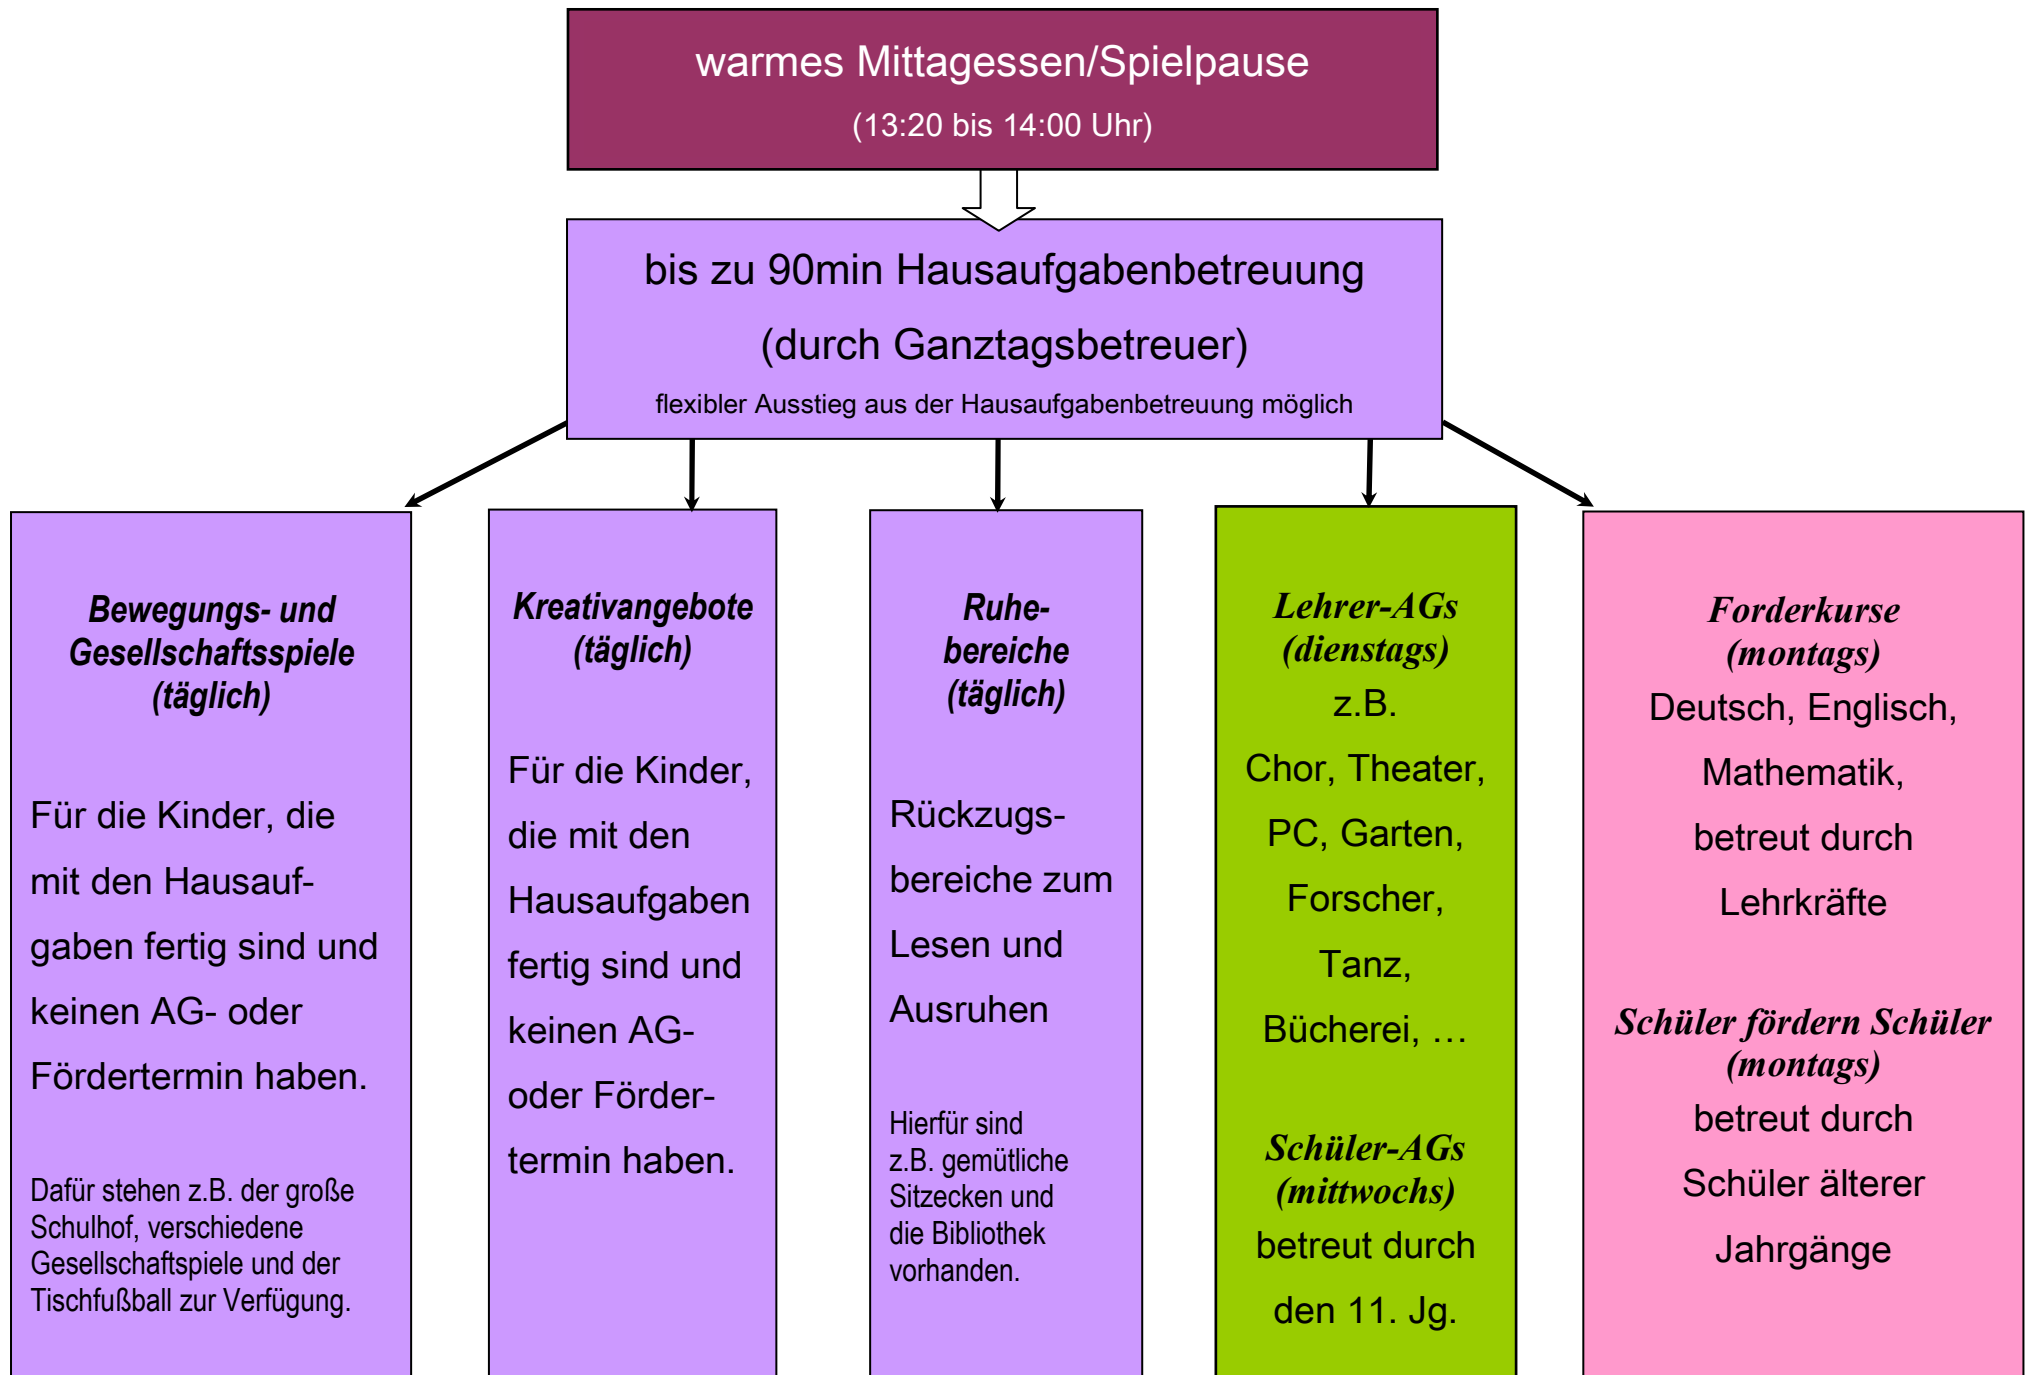 warmes Mittagessen/Spielpause
(13:20 bis 14:00 Uhr)
bis zu 90min Hausaufgabenbetreuung
(durch Ganztagsbetreuer)
flexibler Ausstieg aus der Hausaufgabenbetreuung möglich
Bewegungs- und
Gesellschaftsspiele
(täglich)
Für die Kinder, die
mit den Hausauf-
gaben fertig sind und
keinen AG- oder
Fördertermin haben.
Dafür stehen z.B. der große
Schulhof, verschiedene
Gesellschaftspiele und der
Tischfußball zur Verfügung.
Kreativangebote
(täglich)
Für die Kinder,
die mit den
Hausaufgaben
fertig sind und
keinen AG-
oder Förder-
termin haben.
Ruhe-
bereiche
(täglich)
Rückzugs-
bereiche zum
Lesen und
Ausruhen
Hierfür sind
z.B. gemütliche
Sitzecken und
die Bibliothek
vorhanden.
Lehrer-AGs
(dienstags)
z.B.
Chor, Theater,
PC, Garten,
Forscher,
Tanz,
Bücherei, …
Schüler-AGs
(mittwochs)
betreut durch
den 11. Jg.
Forderkurse
(montags)
Deutsch, Englisch,
Mathematik,
betreut durch
Lehrkräfte
Schüler fördern Schüler
(montags)
betreut durch
Schüler älterer
Jahrgänge